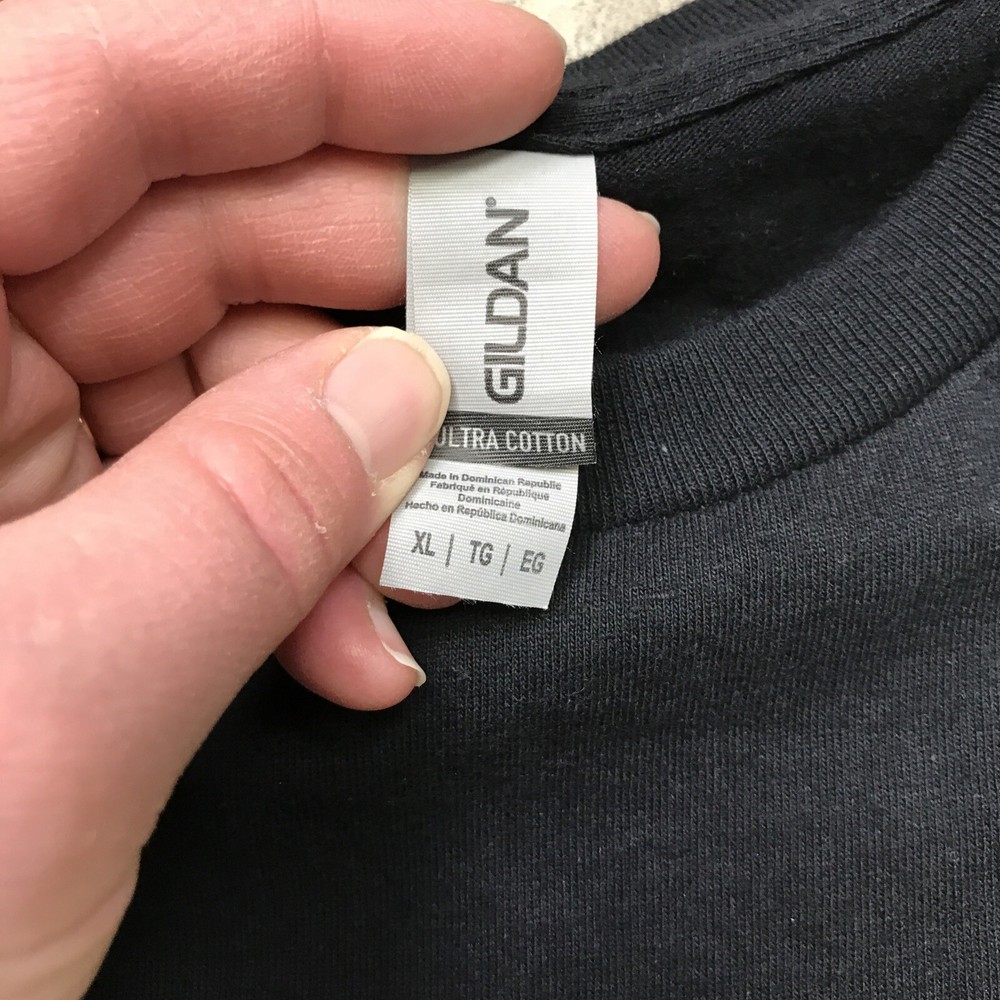 GILDAN®
ULTRA COTTON
Made in Dominican Republic
Fabriqué en République
Dominicaine
Hecho en República Dominicana
XL | TG | EG